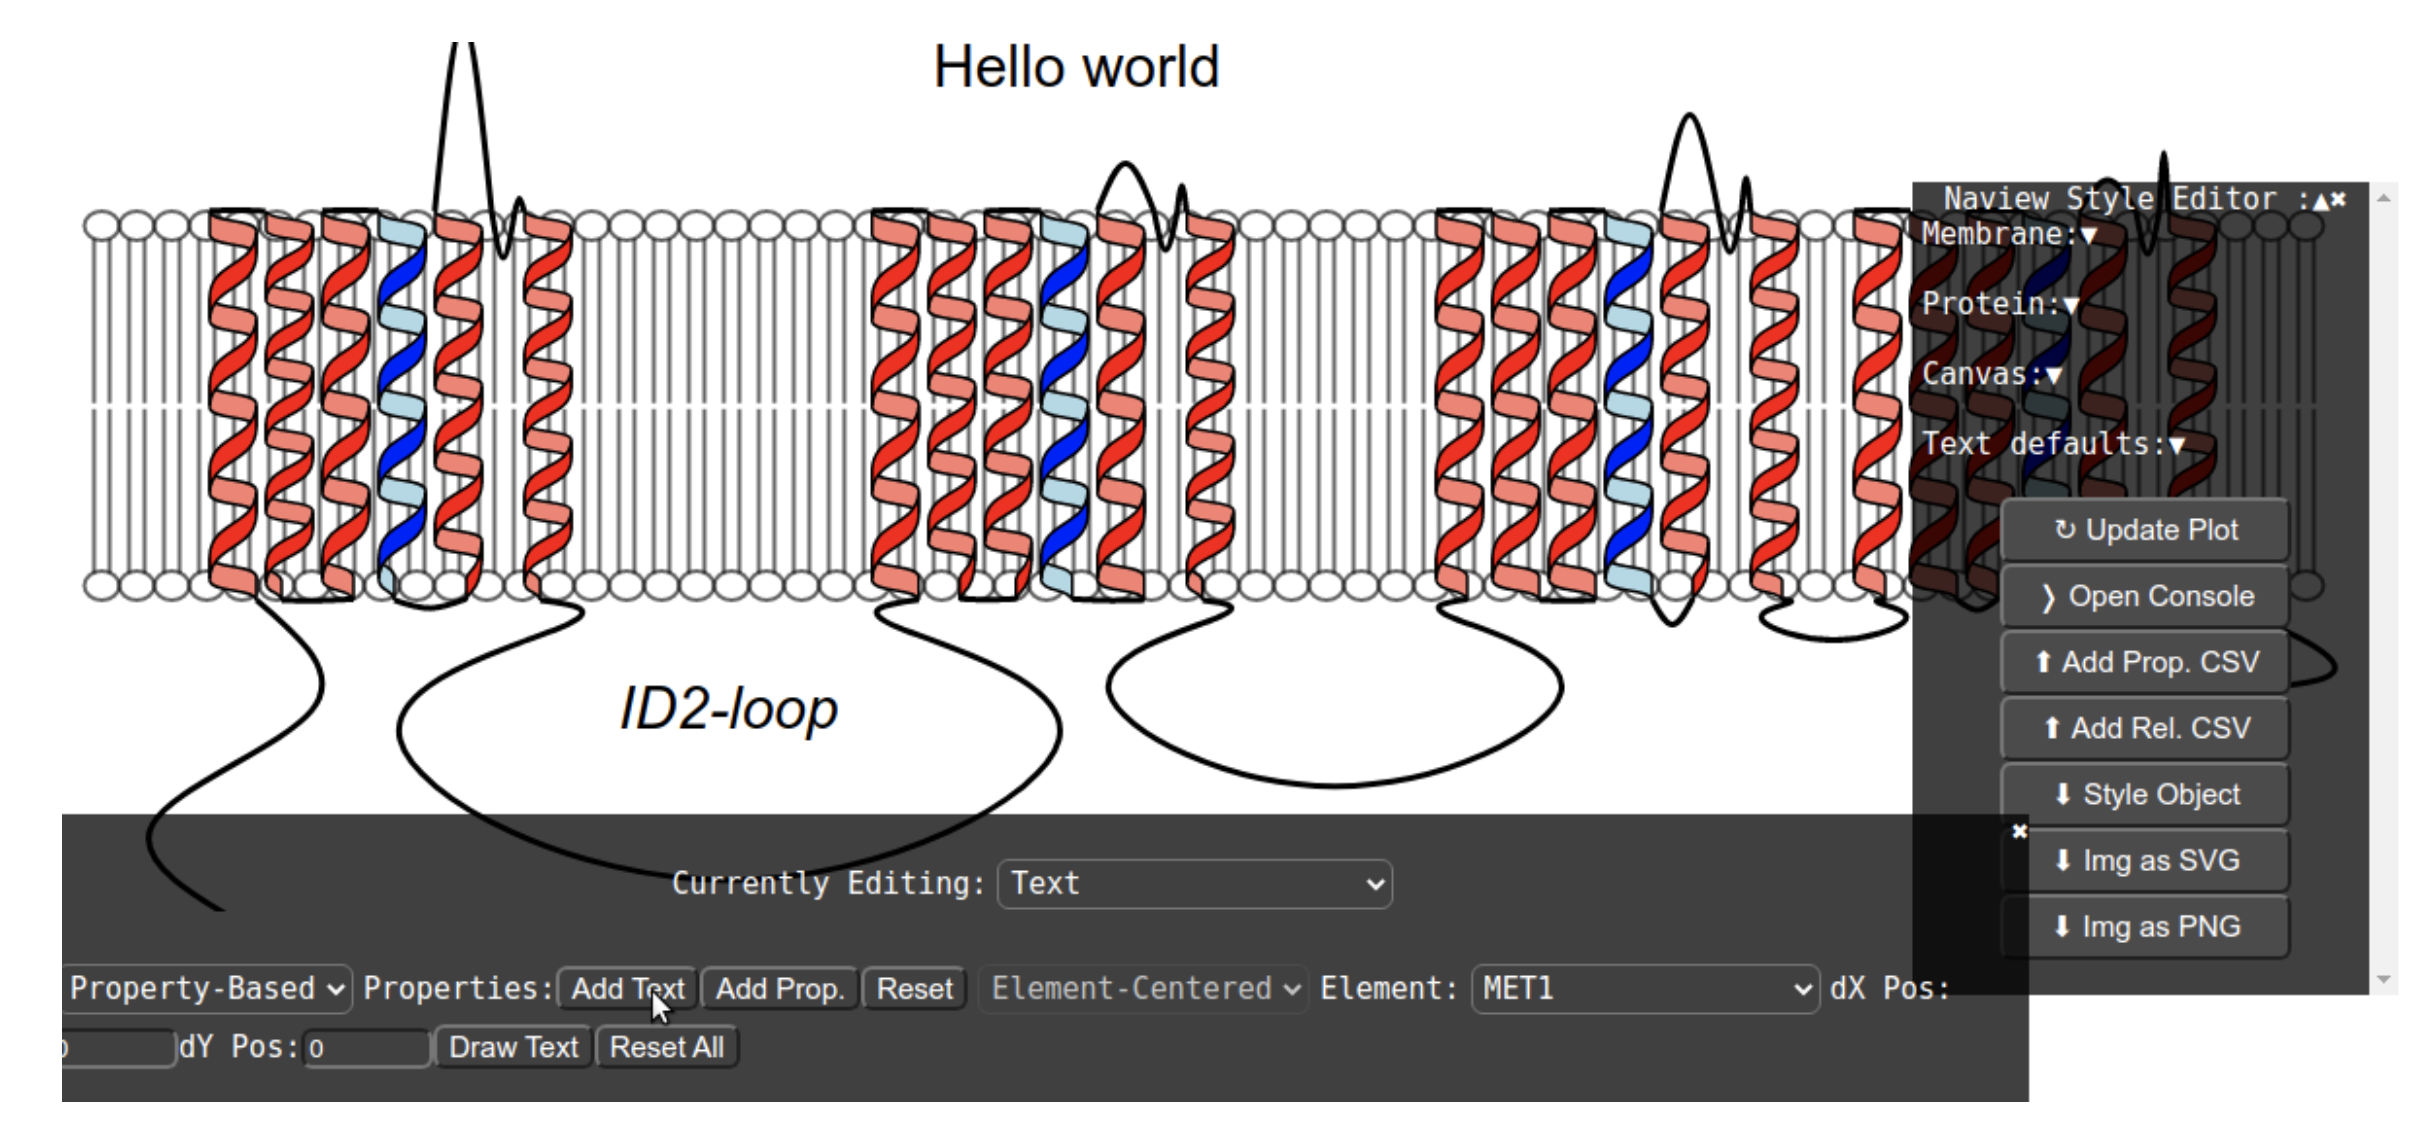 Hello world
Naview Style Editor :▲✖
Membrane:▼
Protein:▼
Canvas:▼
Text defaults:▼
↻ Update Plot
❭ Open Console
⬆ Add Prop. CSV
ID2-loop
⬆ Add Rel. CSV
⬇ Style Object
✖
⬇ Img as SVG
Currently Editing: Text
⬇ Img as PNG
Property-Based Properties: Add Text Add Prop. Reset Element-Centered Element: MET1 dX Pos:
0 dY Pos: 0 Draw Text Reset All